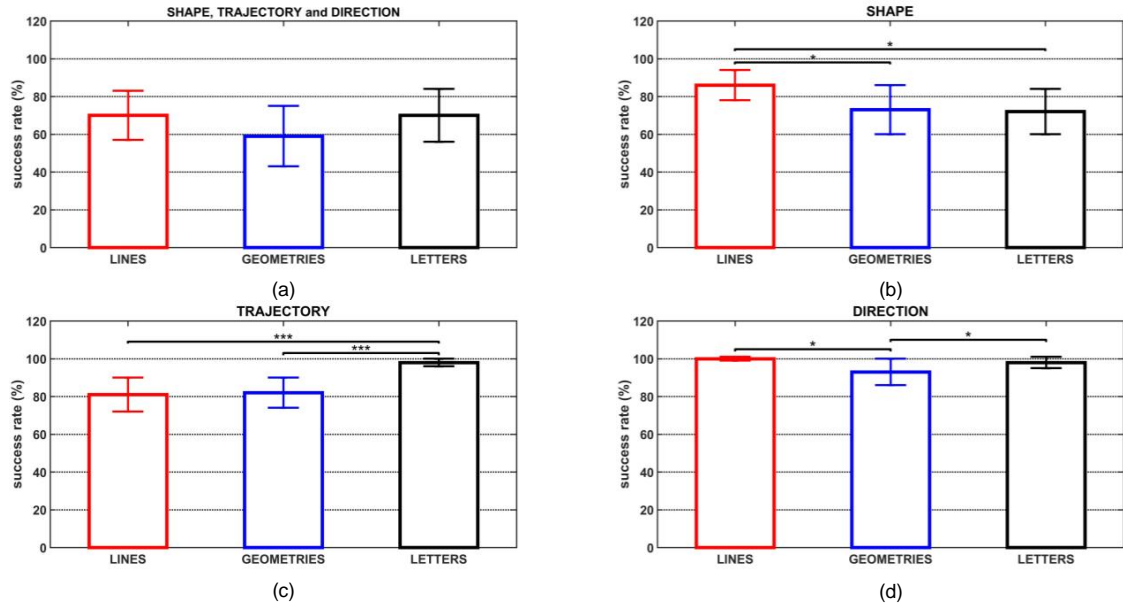 SHAPE, TRAJECTORY and DIRECTION
120
100
80
60
40
20
0
success rate (%)
LINES GEOMETRIES LETTERS
(a)
SHAPE
120
100
80
60
40
20
0
success rate (%)
*
*
LINES GEOMETRIES LETTERS
(b)
TRAJECTORY
120
100
80
60
40
20
0
success rate (%)
***
***
LINES GEOMETRIES LETTERS
(c)
DIRECTION
120
100
80
60
40
20
0
success rate (%)
* *
LINES GEOMETRIES LETTERS
(d)